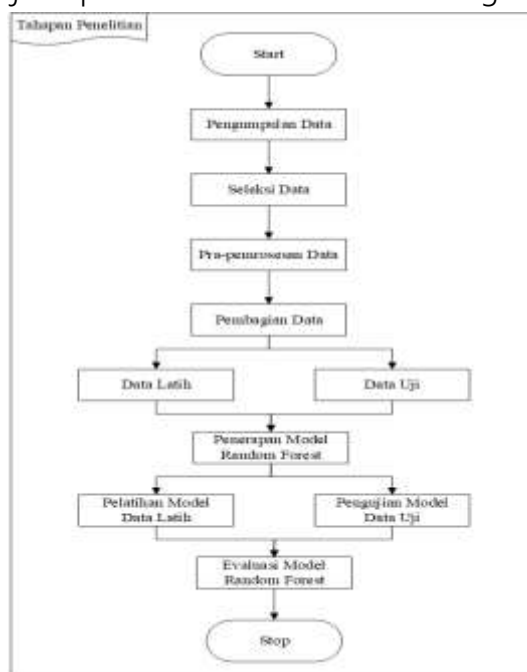 Tahapan Penelitian
Start
Pengumpulan Data
Seleksi Data
Pra-pemrosesan Data
Pembagian Data
Data Latih
Data Uji
Penerapan Model
Random Forest
Pelatihan Model
Data Latih
Pengujian Model
Data Uji
Evaluasi Model
Random Forest
Stop